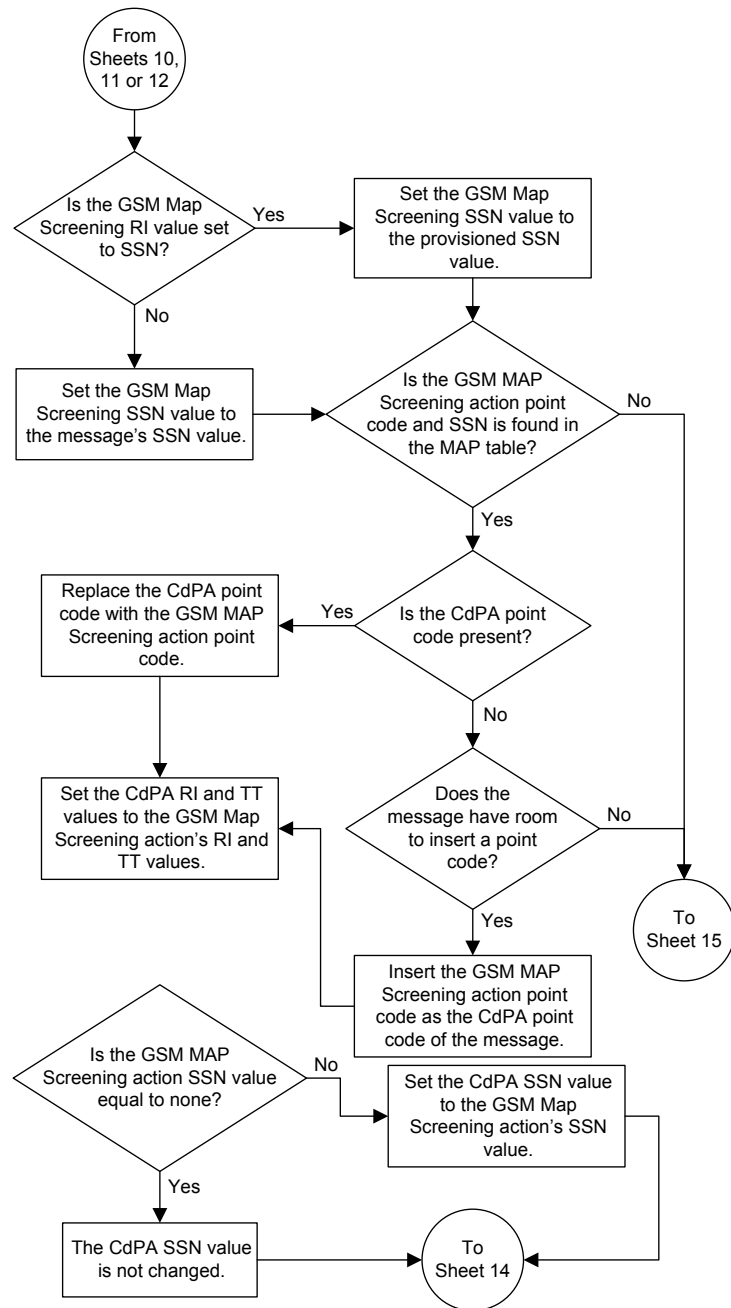 From
Sheets 10,
11 or 12
Is the GSM Map
Screening RI value set
to SSN?
Yes
Set the GSM Map
Screening SSN value to
the provisioned SSN
value.
No
Set the GSM Map
Screening SSN value to
the message's SSN value.
Is the GSM MAP
Screening action point
code and SSN is found in
the MAP table?
No
Yes
Is the CdPA point
code present?
Yes
Replace the CdPA point
code with the GSM MAP
Screening action point
code.
No
Set the CdPA RI and TT
values to the GSM Map
Screening action's RI and
TT values.
Does the
message have room
to insert a point
code?
No
Yes
To
Sheet 15
Insert the GSM MAP
Screening action point
code as the CdPA point
code of the message.
Is the GSM MAP
Screening action SSN value
equal to none?
No
Set the CdPA SSN value
to the GSM Map
Screening action's SSN
value.
Yes
The CdPA SSN value
is not changed.
To
Sheet 14